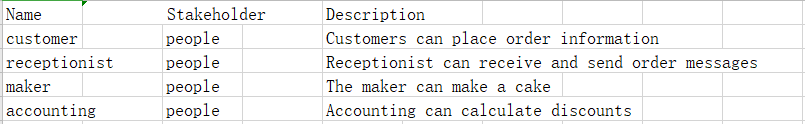 Name Stakeholder Description
customer people Customers can place order information
receptionist people Receptionist can receive and send order messages
maker people The maker can make a cake
accounting people Accounting can calculate discounts